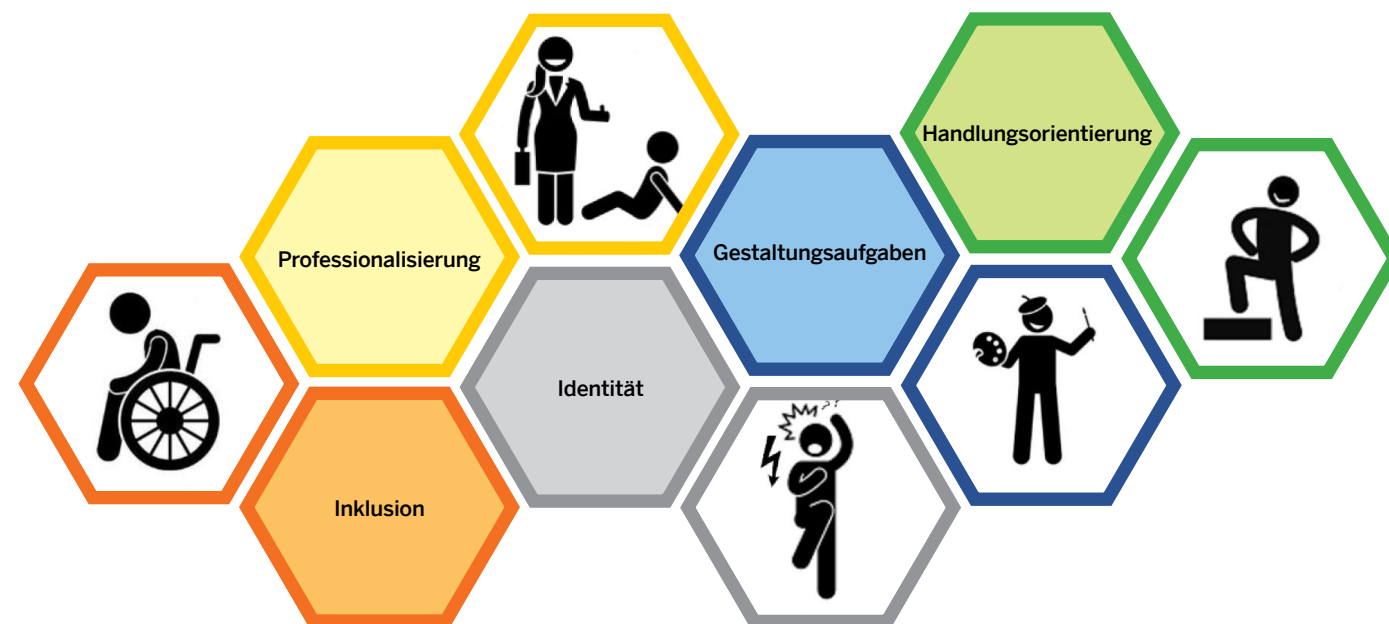 Handlungsorientierung
Professionalisierung
Gestaltungsaufgaben
Identität
Inklusion